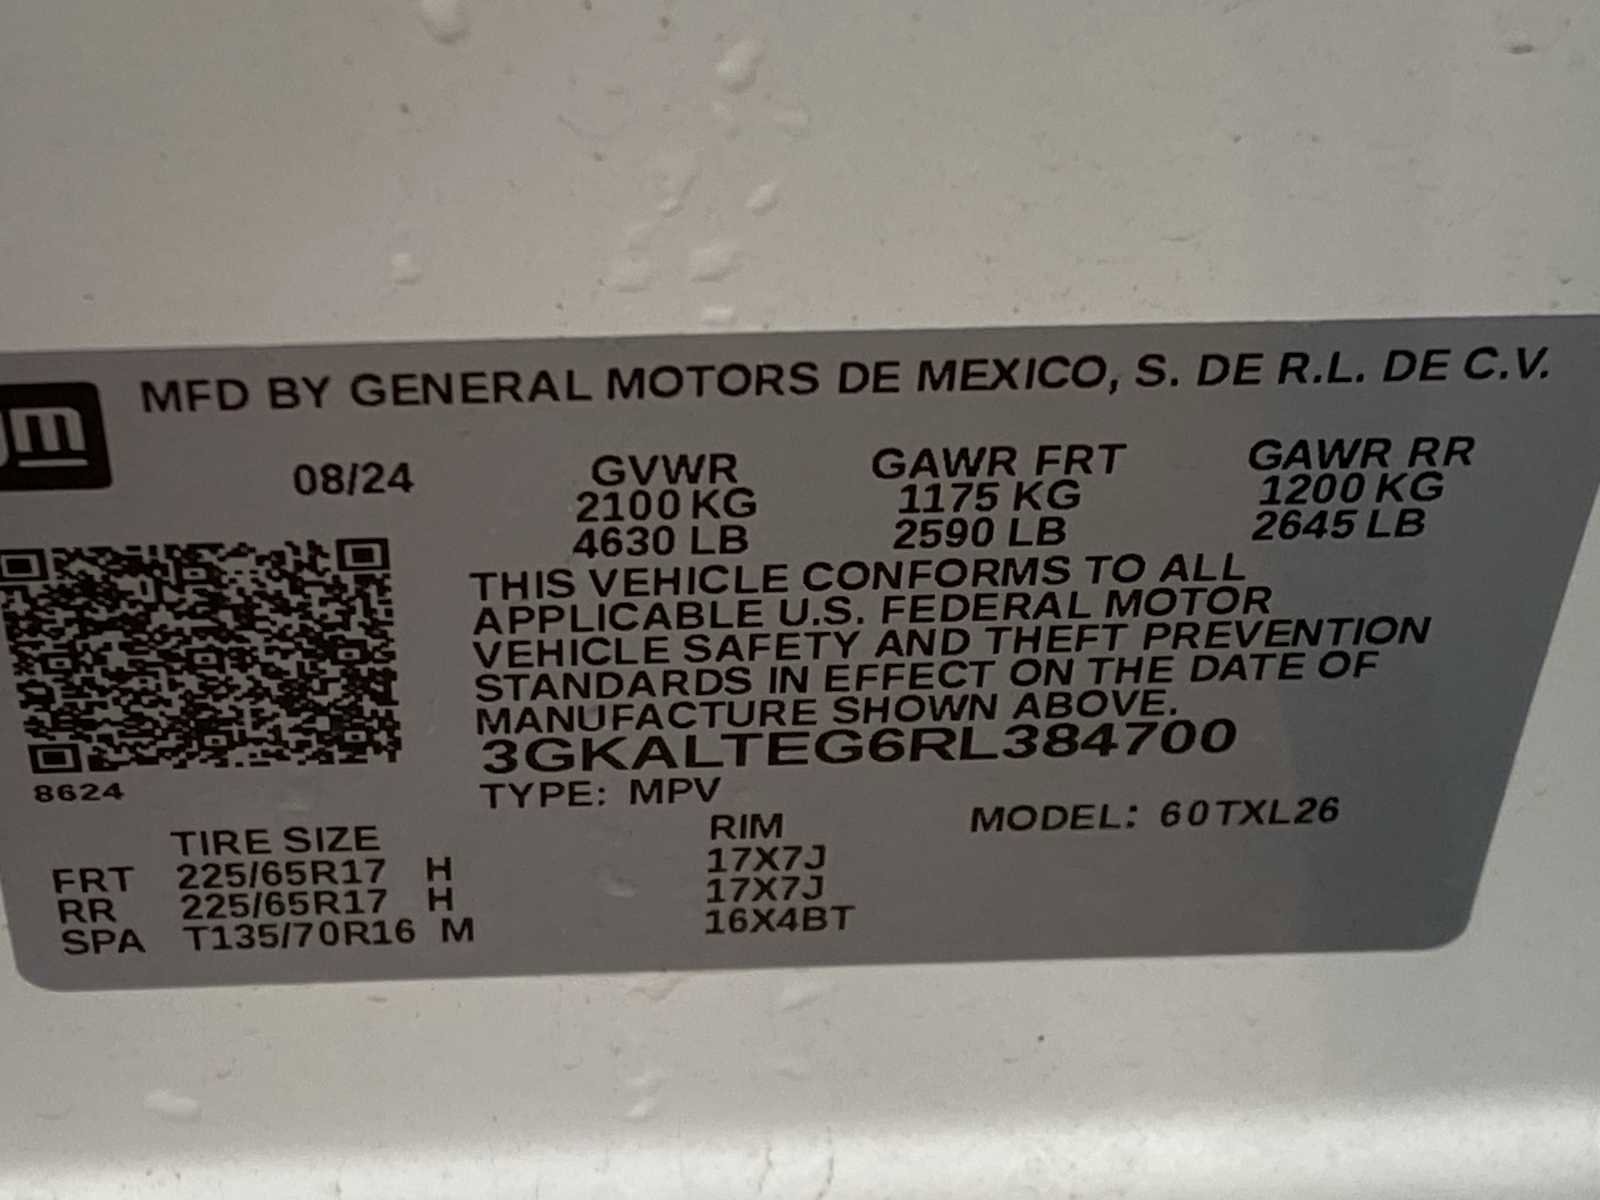 gm MFD BY GENERAL MOTORS DE MEXICO, S. DE R.L. DE C.V.
08/24 GVWR GAWR FRT GAWR RR
2100 KG 1175 KG 1200 KG
4630 LB 2590 LB 2645 LB
THIS VEHICLE CONFORMS TO ALL
APPLICABLE U.S. FEDERAL MOTOR
VEHICLE SAFETY AND THEFT PREVENTION
STANDARDS IN EFFECT ON THE DATE OF
MANUFACTURE SHOWN ABOVE.
3GKALTEG6RL384700
8624
TYPE: MPV MODEL: 60TXL26
TIRE SIZE RIM
FRT 225/65R17 H 17X7J
RR 225/65R17 H 17X7J
SPA T135/70R16 M 16X4BT